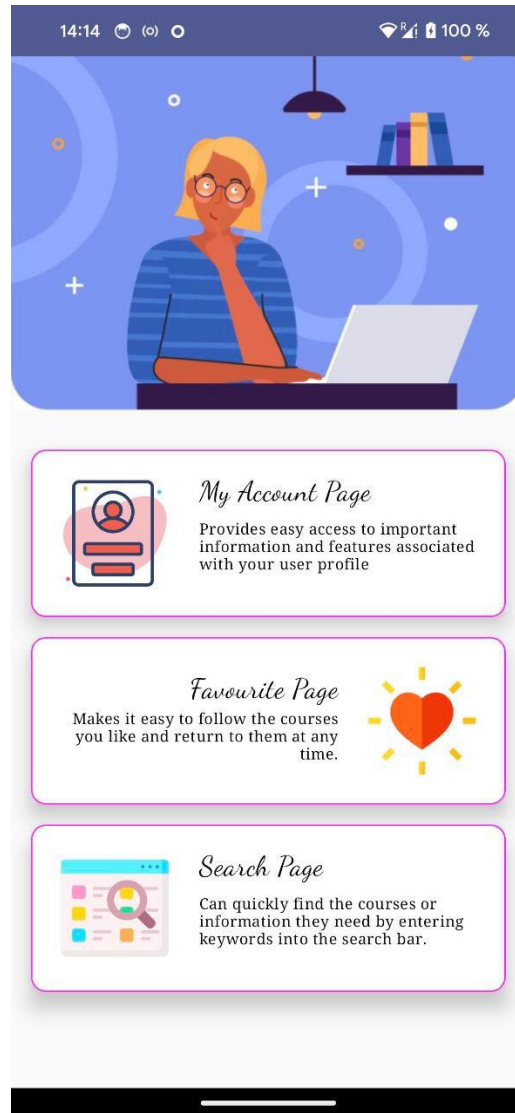 14:14 R 100 %
My Account Page
Provides easy access to important
information and features associated
with your user profile
Favourite Page
Makes it easy to follow the courses
you like and return to them at any
time.
Search Page
Can quickly find the courses or
information they need by entering
keywords into the search bar.